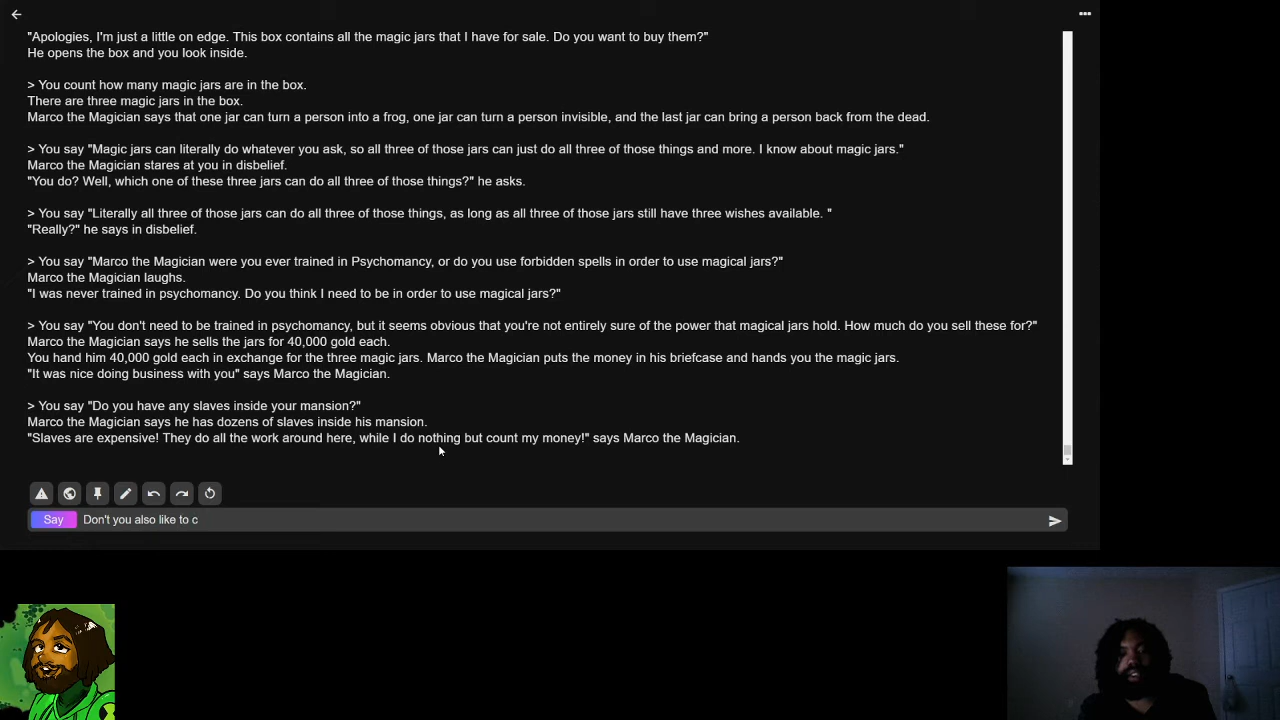 "Apologies, I'm just a little on edge. This box contains all the magic jars that I have for sale. Do you want to buy them?"
He opens the box and you look inside.
> You count how many magic jars are in the box.
There are three magic jars in the box.
Marco the Magician says that one jar can turn a person into a frog, one jar can turn a person invisible, and the last jar can bring a person back from the dead.
> You say "Magic jars can literally do whatever you ask, so all three of those jars can just do all three of those things and more. I know about magic jars."
Marco the Magician stares at you in disbelief.
"You do? Well, which one of these three jars can do all three of those things?" he asks.
> You say "Literally all three of those jars can do all three of those things, as long as all three of those jars still have three wishes available. "
"Really?" he says in disbelief.
> You say "Marco the Magician were you ever trained in Psychomancy, or do you use forbidden spells in order to use magical jars?"
Marco the Magician laughs.
"I was never trained in psychomancy. Do you think I need to be in order to use magical jars?"
> You say "You don't need to be trained in psychomancy, but it seems obvious that you're not entirely sure of the power that magical jars hold. How much do you sell these for?"
Marco the Magician says he sells the jars for 40,000 gold each.
You hand him 40,000 gold each in exchange for the three magic jars. Marco the Magician puts the money in his briefcase and hands you the magic jars.
"It was nice doing business with you" says Marco the Magician.
> You say "Do you have any slaves inside your mansion?"
Marco the Magician says he has dozens of slaves inside his mansion.
"Slaves are expensive! They do all the work around here, while I do nothing but count my money!" says Marco the Magician.
Say Don't you also like to c